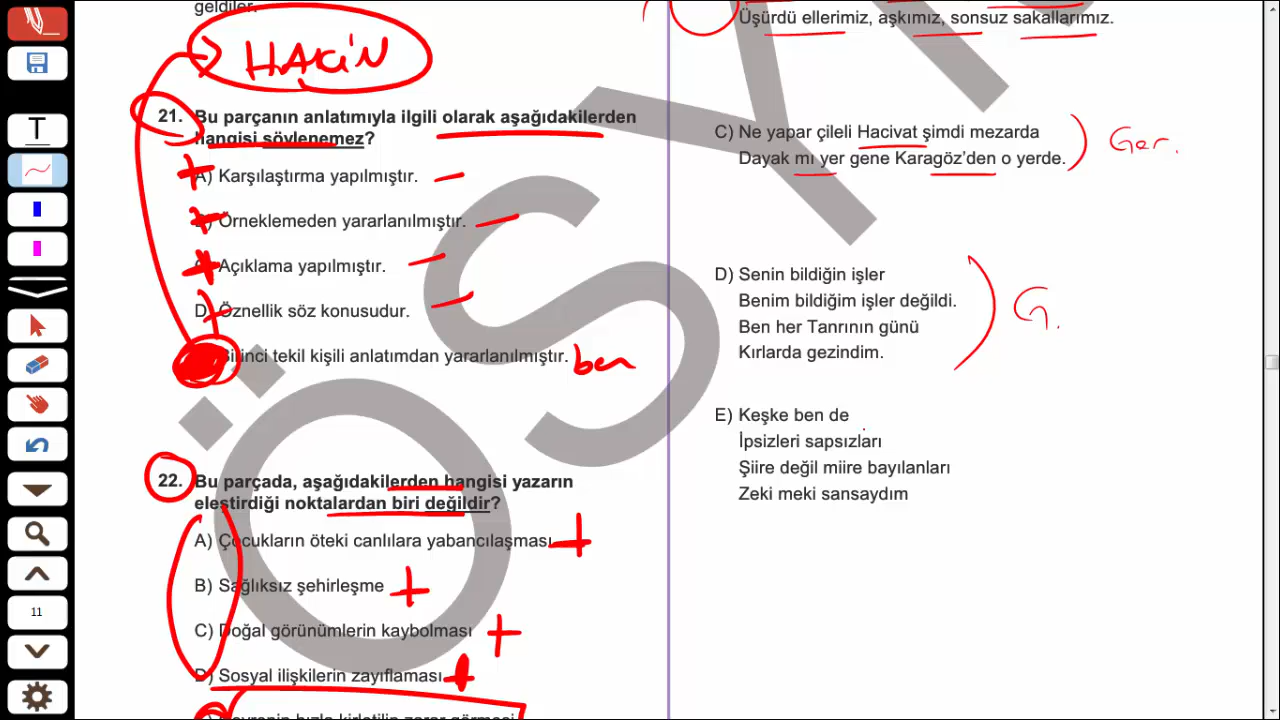 geldiler.
HAKİN
21. Bu parçanın anlatımıyla ilgili olarak aşağıdakilerden
hangisi söylenemez?
A) Karşılaştırma yapılmıştır.
B) Örneklemeden yararlanılmıştır.
C) Açıklama yapılmıştır.
D) Öznellik söz konusudur.
Birinci tekil kişili anlatımdan yararlanılmıştır. ben
22. Bu parçada, aşağıdakilerden hangisi yazarın
eleştirdiği noktalardan biri değildir?
A) Çocukların öteki canlılara yabancılaşması
B) Sağlıksız şehirleşme
C) Doğal görünümlerin kaybolması
D) Sosyal ilişkilerin zayıflaması
Üşürdü ellerimiz, aşkımız, sonsuz sakallarımız.
C) Ne yapar çileli Hacivat şimdi mezarda
Dayak mı yer gene Karagöz'den o yerde.
Ger.
D) Senin bildiğin işler
Benim bildiğim işler değildi.
Ben her Tanrının günü
Kırlarda gezindim.
G.
E) Keşke ben de
İpsizleri sapsızları
Şiire değil miire bayılanları
Zeki meki sansaydım
ÖSYM
T
11